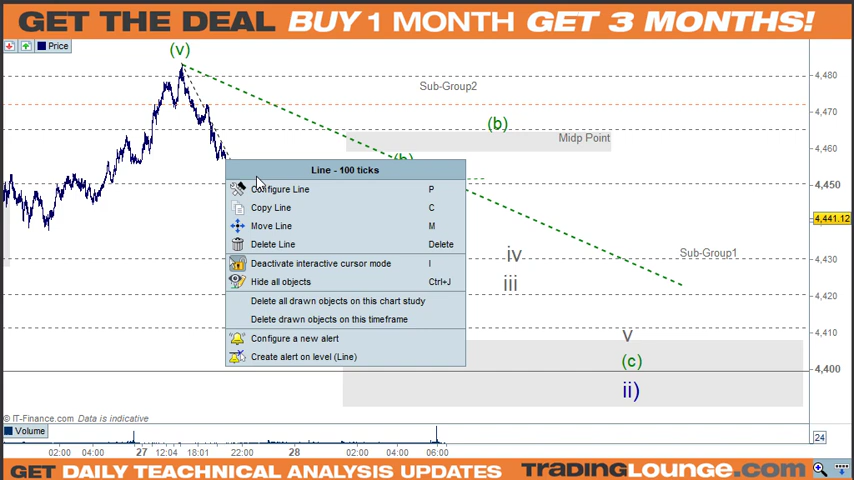 GET THE DEAL BUY 1 MONTH GET 3 MONTHS!
Price
(v)
4,480
Sub-Group2
4,470
(b)
4,460
Midp Point
(b)
Line - 100 ticks
Configure Line P
4,450
Copy Line C
Move Line M
4,441.12
Delete Line Delete
iv
Sub-Group1
Deactivate interactive cursor mode I
4,430
Hide all objects Ctrl+J
iii
Delete all drawn objects on this chart study
4,420
Delete drawn objects on this timeframe
Configure a new alert
v
4,410
Create alert on level (Line)
(c)
4,400
ii)
© IT-Finance.com Data is indicative
Volume
24
02:00 04:00 27 12:04 18:01 22:00 28 02:00 04:00 06:00
GET DAILY TEACHNICAL ANALYSIS UPDATES TRADINGLOUNGE.COM